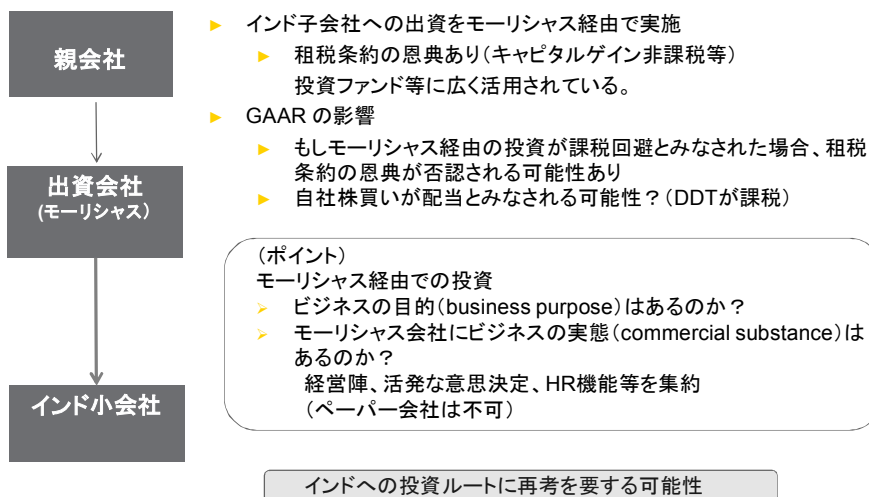 親会社
出資会社
(モーリシャス)
インド小会社
► インド子会社への出資をモーリシャス経由で実施
► 租税条約の恩典あり(キャピタルゲイン非課税等)
投資ファンド等に広く活用されている。
► GAAR の影響
► もしモーリシャス経由の投資が課税回避とみなされた場合、租税
条約の恩典が否認される可能性あり
► 自社株買いが配当とみなされる可能性?(DDTが課税)
(ポイント)
モーリシャス経由での投資
➢ ビジネスの目的(business purpose)はあるのか?
➢ モーリシャス会社にビジネスの実態(commercial substance)は
あるのか?
経営陣、活発な意思決定、HR機能等を集約
(ペーパー会社は不可)
インドへの投資ルートに再考を要する可能性